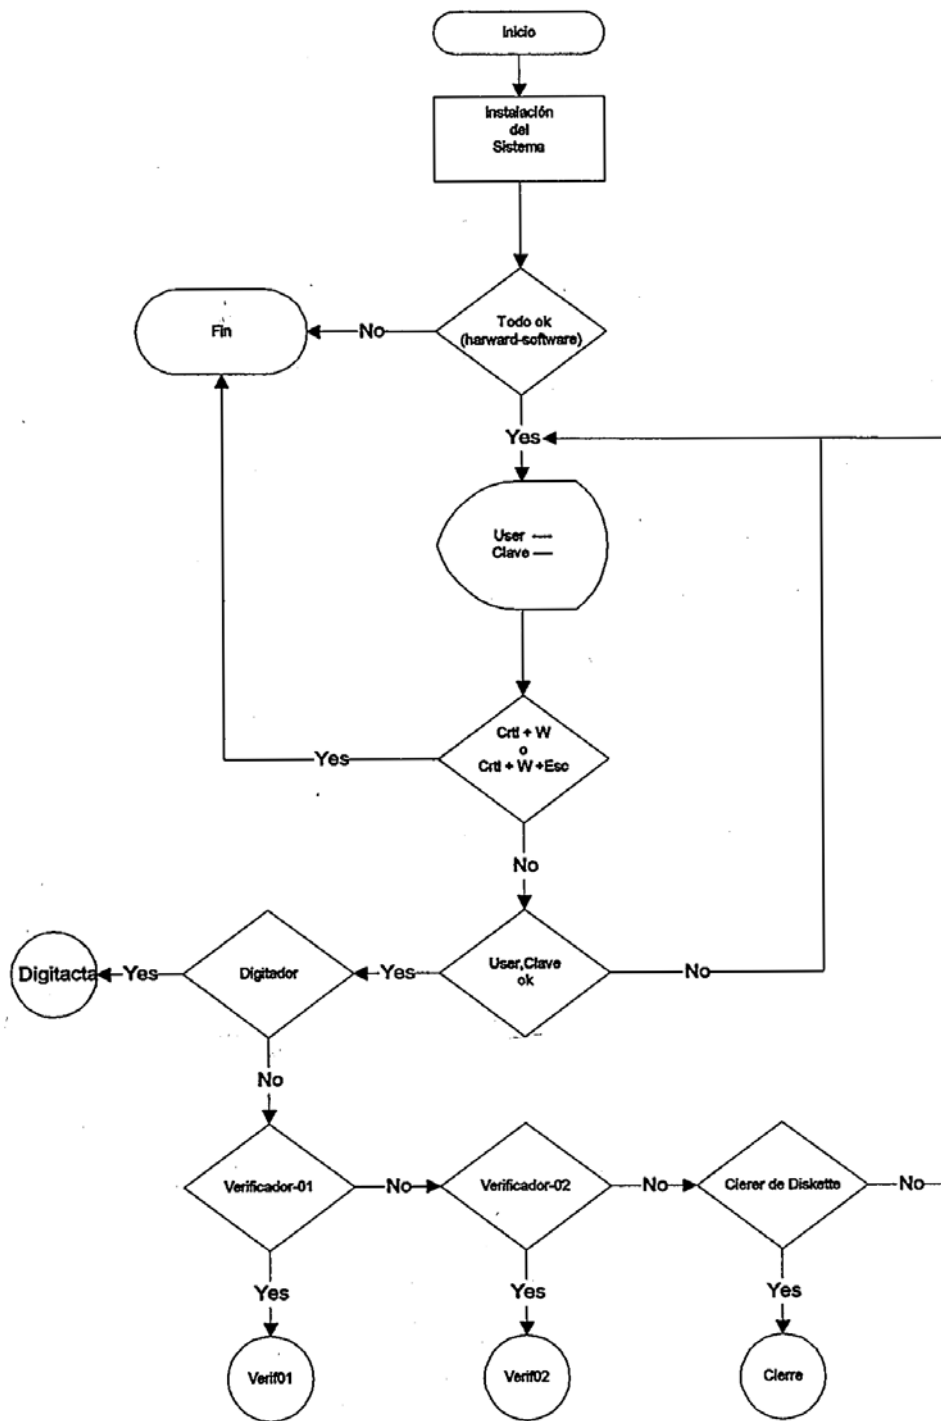 Inicio
Instalación
del
Sistema
Todo ok
(harward-software)
No
Fin
Yes
User ----
Clave ----
Crtl + W
o
Crtl + W +Esc
Yes
No
User,Clave
ok
No
Yes
Digitador
Yes
Digitacta
No
Verificador-01
No
Verificador-02
No
Cierer de Diskette
No
Yes
Yes
Yes
Verif01
Verif02
Cierre